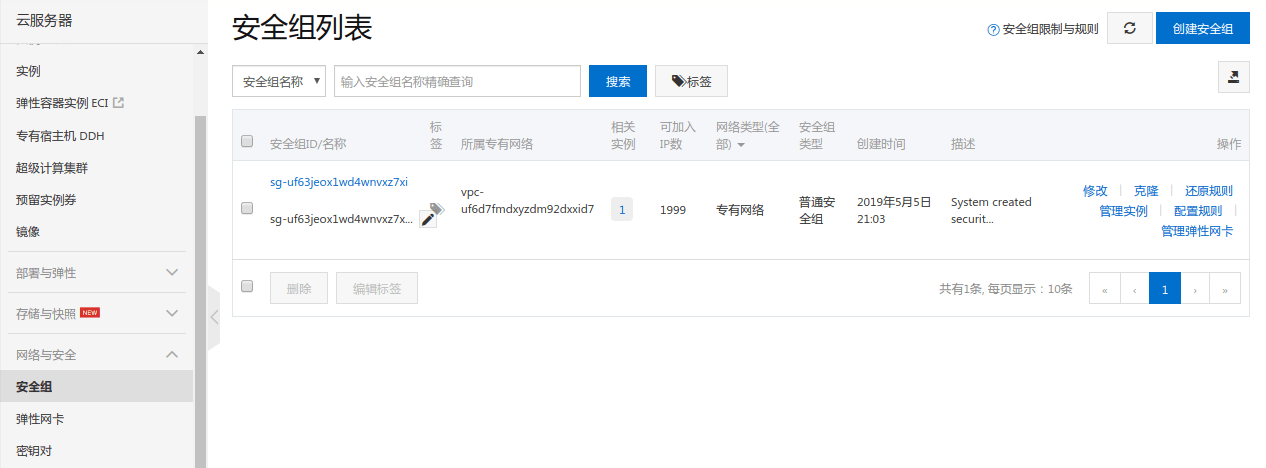 云服务器
实例
弹性容器实例 ECI
专有宿主机 DDH
超级计算集群
预留实例券
镜像
部署与弹性
存储与快照 NEW
网络与安全
安全组
弹性网卡
密钥对
安全组列表
安全组限制与规则
创建安全组
安全组名称
输入安全组名称精确查询
搜索
标签
安全组ID/名称
标
签
所属专有网络
相关
实例
可加入
IP数
网络类型(全
部)
安全组
类型
创建时间
描述
操作
sg-uf63jeox1wd4wnvxz7xi
sg-uf63jeox1wd4wnvxz7x...
vpc-
uf6d7fmdxyzdm92dxxid7
1
1999
专有网络
普通安
全组
2019年5月5日
21:03
System created
securit...
修改 | 克隆 | 还原规则
管理实例 | 配置规则 |
管理弹性网卡
删除
编辑标签
共有1条, 每页显示：10条
« ‹ 1 › »